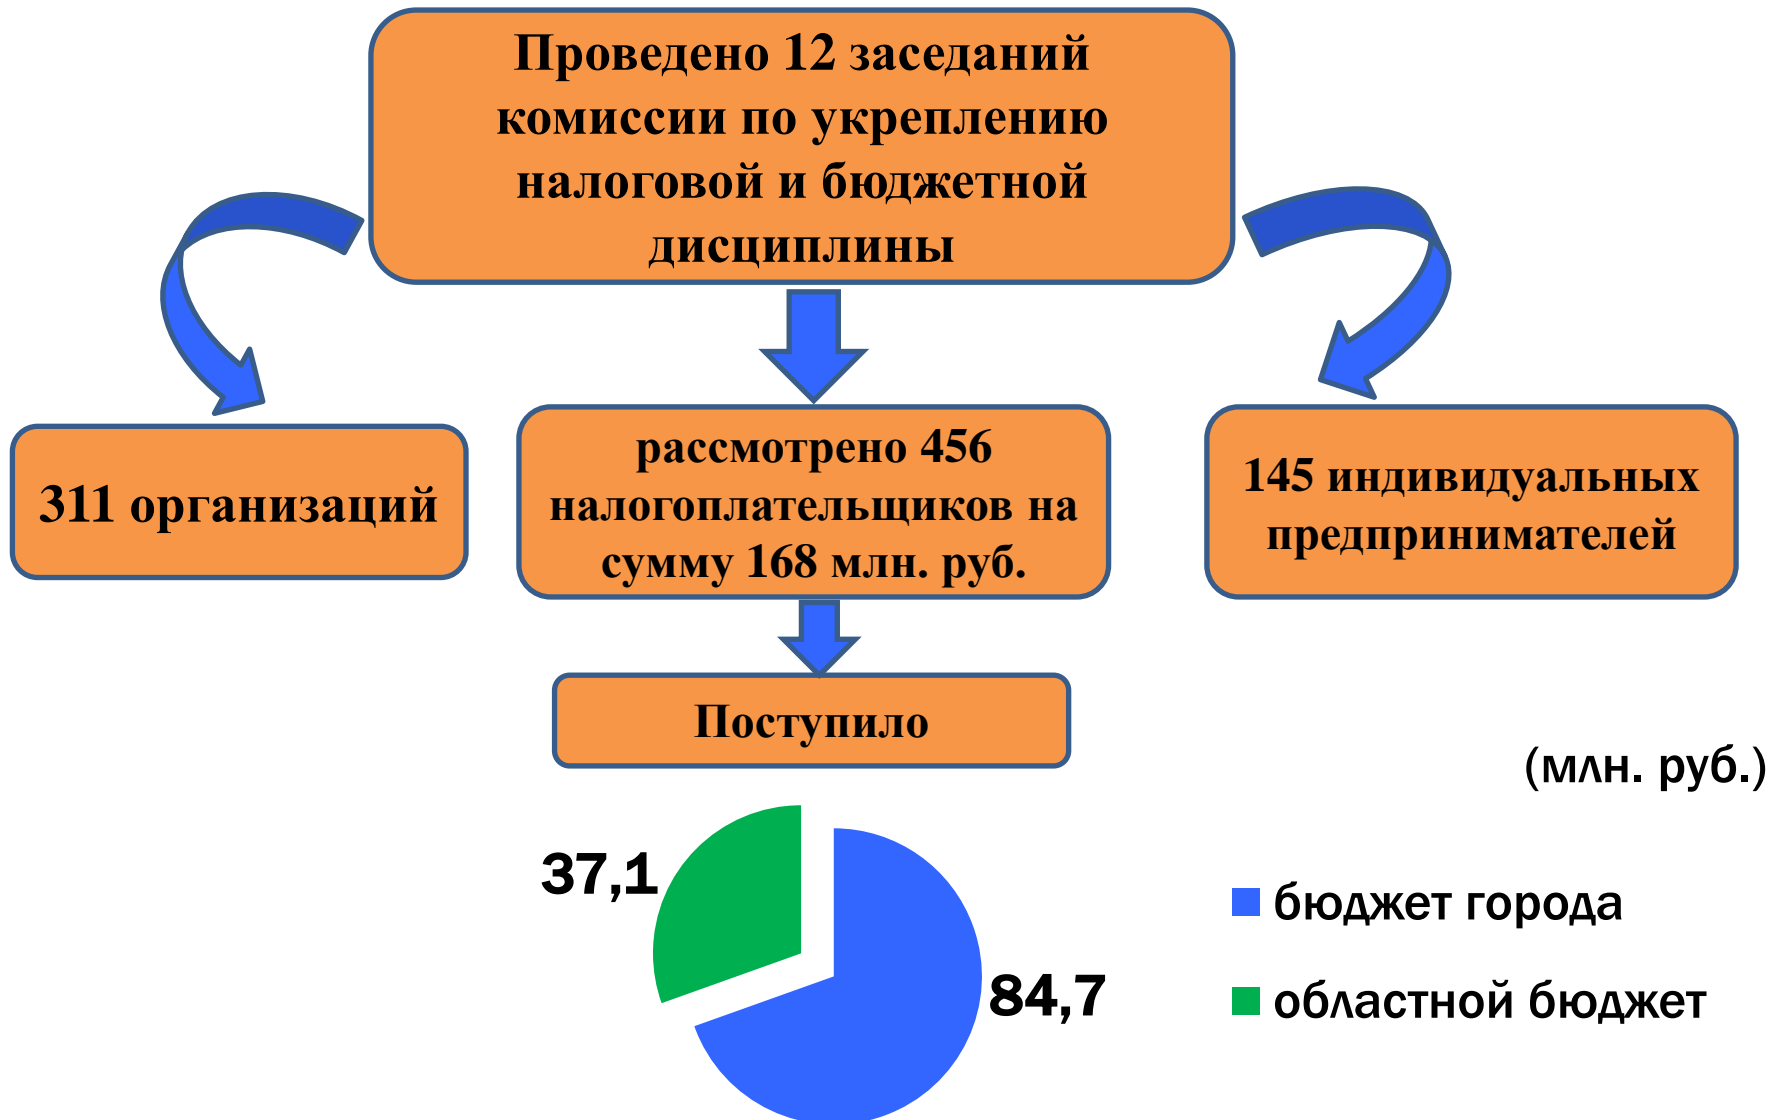 Проведено 12 заседаний
комиссии по укреплению
налоговой и бюджетной
дисциплины
311 организаций
рассмотрено 456
налогоплательщиков на
сумму 168 млн. руб.
145 индивидуальных
предпринимателей
Поступило
(млн. руб.)
37,1
84,7
бюджет города
областной бюджет